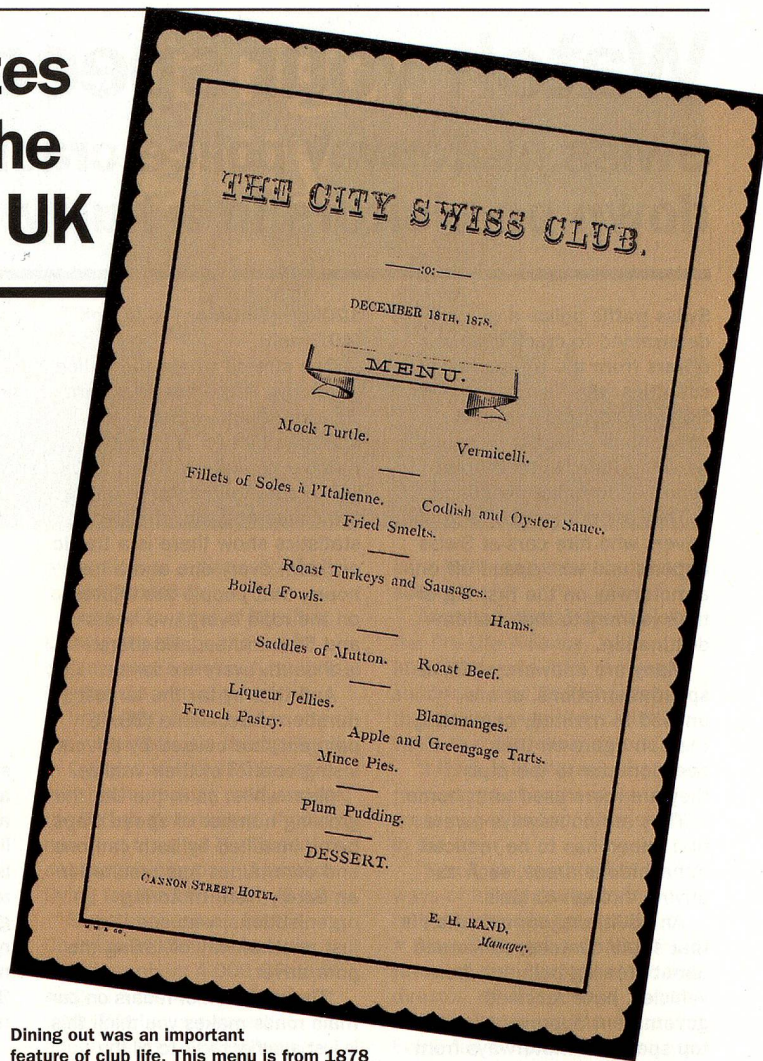 tes
he
UK
THE CITY SWISS CLUB.
—:o:—
DECEMBER 18TH, 1878.
MENU.
Mock Turtle. Vermicelli.
Fillets of Soles à l'Italienne. Codfish and Oyster Sauce.
Fried Smelts.
Roast Turkeys and Sausages.
Boiled Fowls. Hams.
Saddles of Mutton. Roast Beef.
Liqueur Jellies. Blancmanges.
French Pastry. Apple and Greengage Tarts.
Mince Pies.
Plum Pudding.
DESSERT.
CANNON STREET HOTEL.
E. H. RAND,
Manager.
Dining out was an important
feature of club life. This menu is from 1878